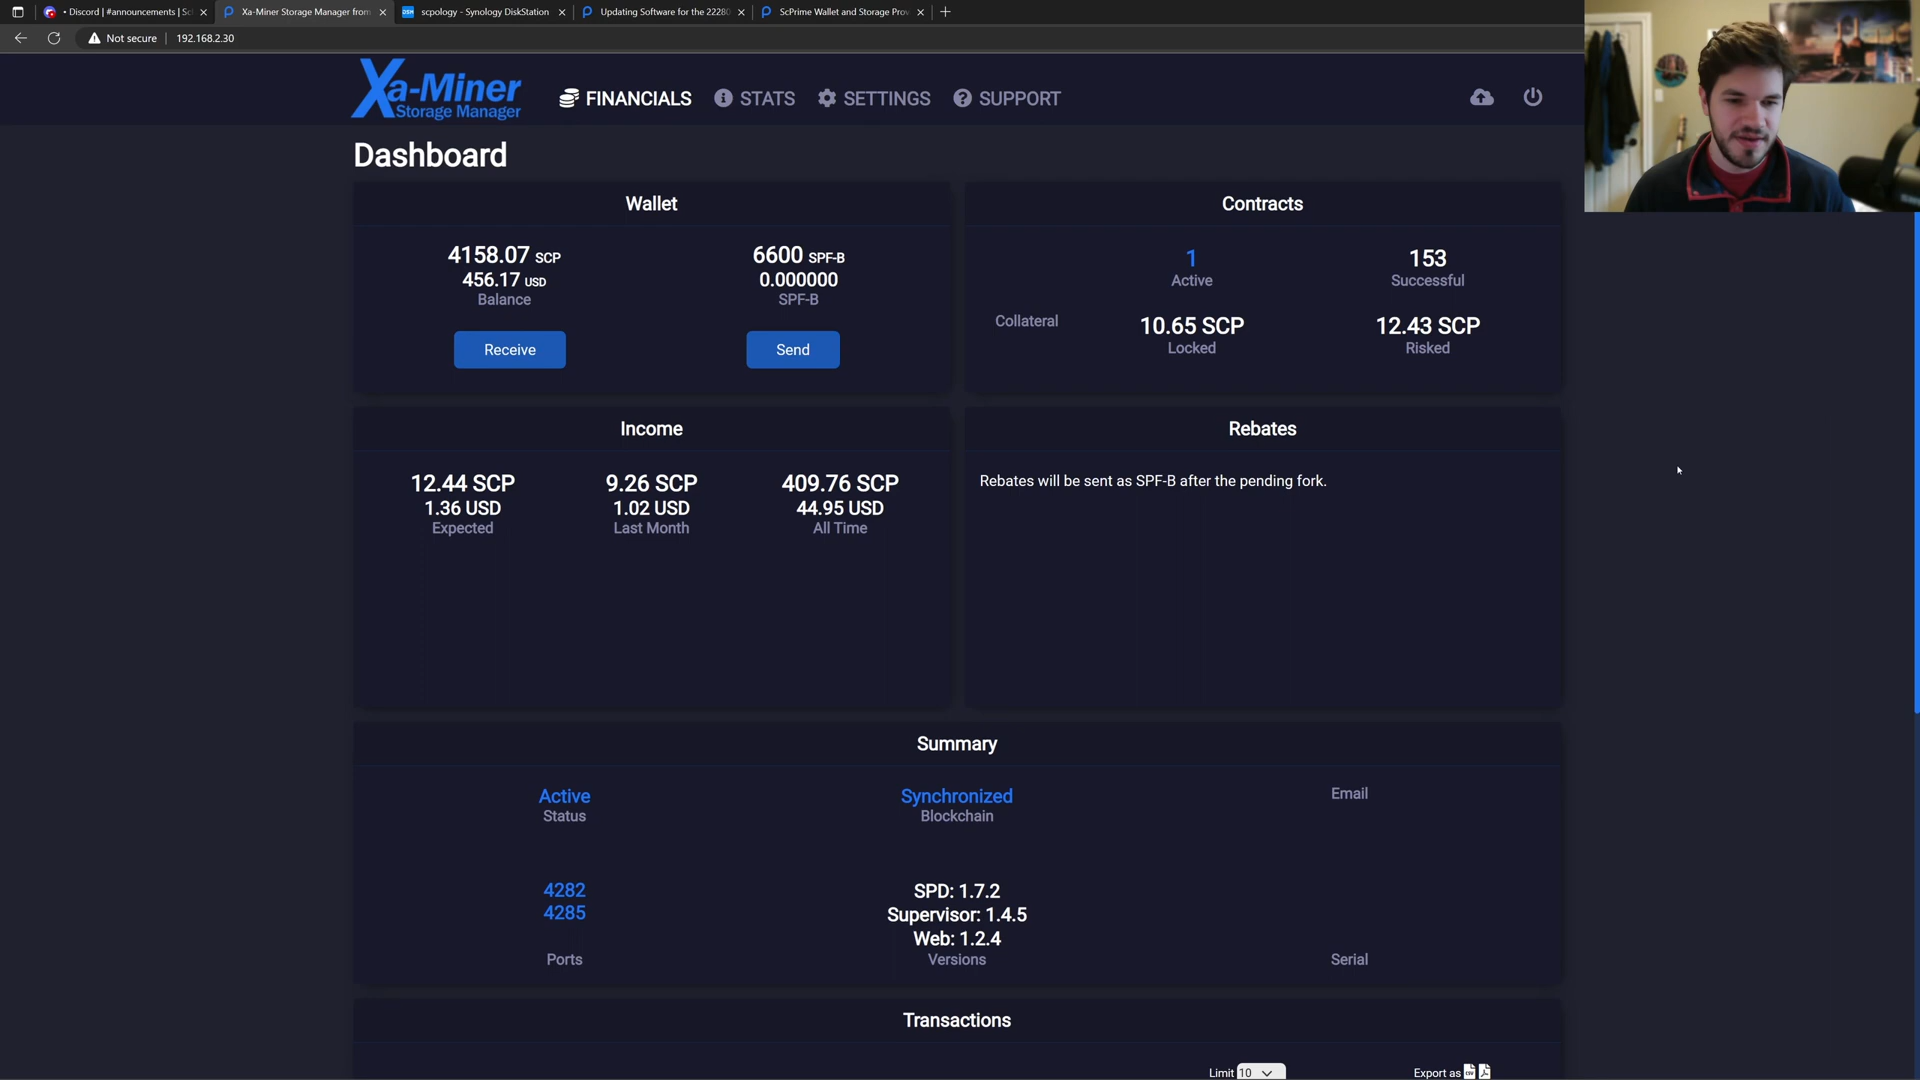 • Discord | #announcements | Sc
Xa-Miner Storage Manager from
scpology - Synology DiskStation
Updating Software for the 22280
ScPrime Wallet and Storage Prov
Not secure
192.168.2.30
Xa-Miner
Storage Manager
FINANCIALS
STATS
SETTINGS
SUPPORT
Dashboard
Wallet
4158.07 SCP
456.17 USD
Balance
6600 SPF-B
0.000000
SPF-B
Receive
Send
Contracts
1
Active
153
Successful
Collateral
10.65 SCP
Locked
12.43 SCP
Risked
Income
12.44 SCP
1.36 USD
Expected
9.26 SCP
1.02 USD
Last Month
409.76 SCP
44.95 USD
All Time
Rebates
Rebates will be sent as SPF-B after the pending fork.
Summary
Active
Status
Synchronized
Blockchain
Email
4282
4285
Ports
SPD: 1.7.2
Supervisor: 1.4.5
Web: 1.2.4
Versions
Serial
Transactions
Limit 10
Export as